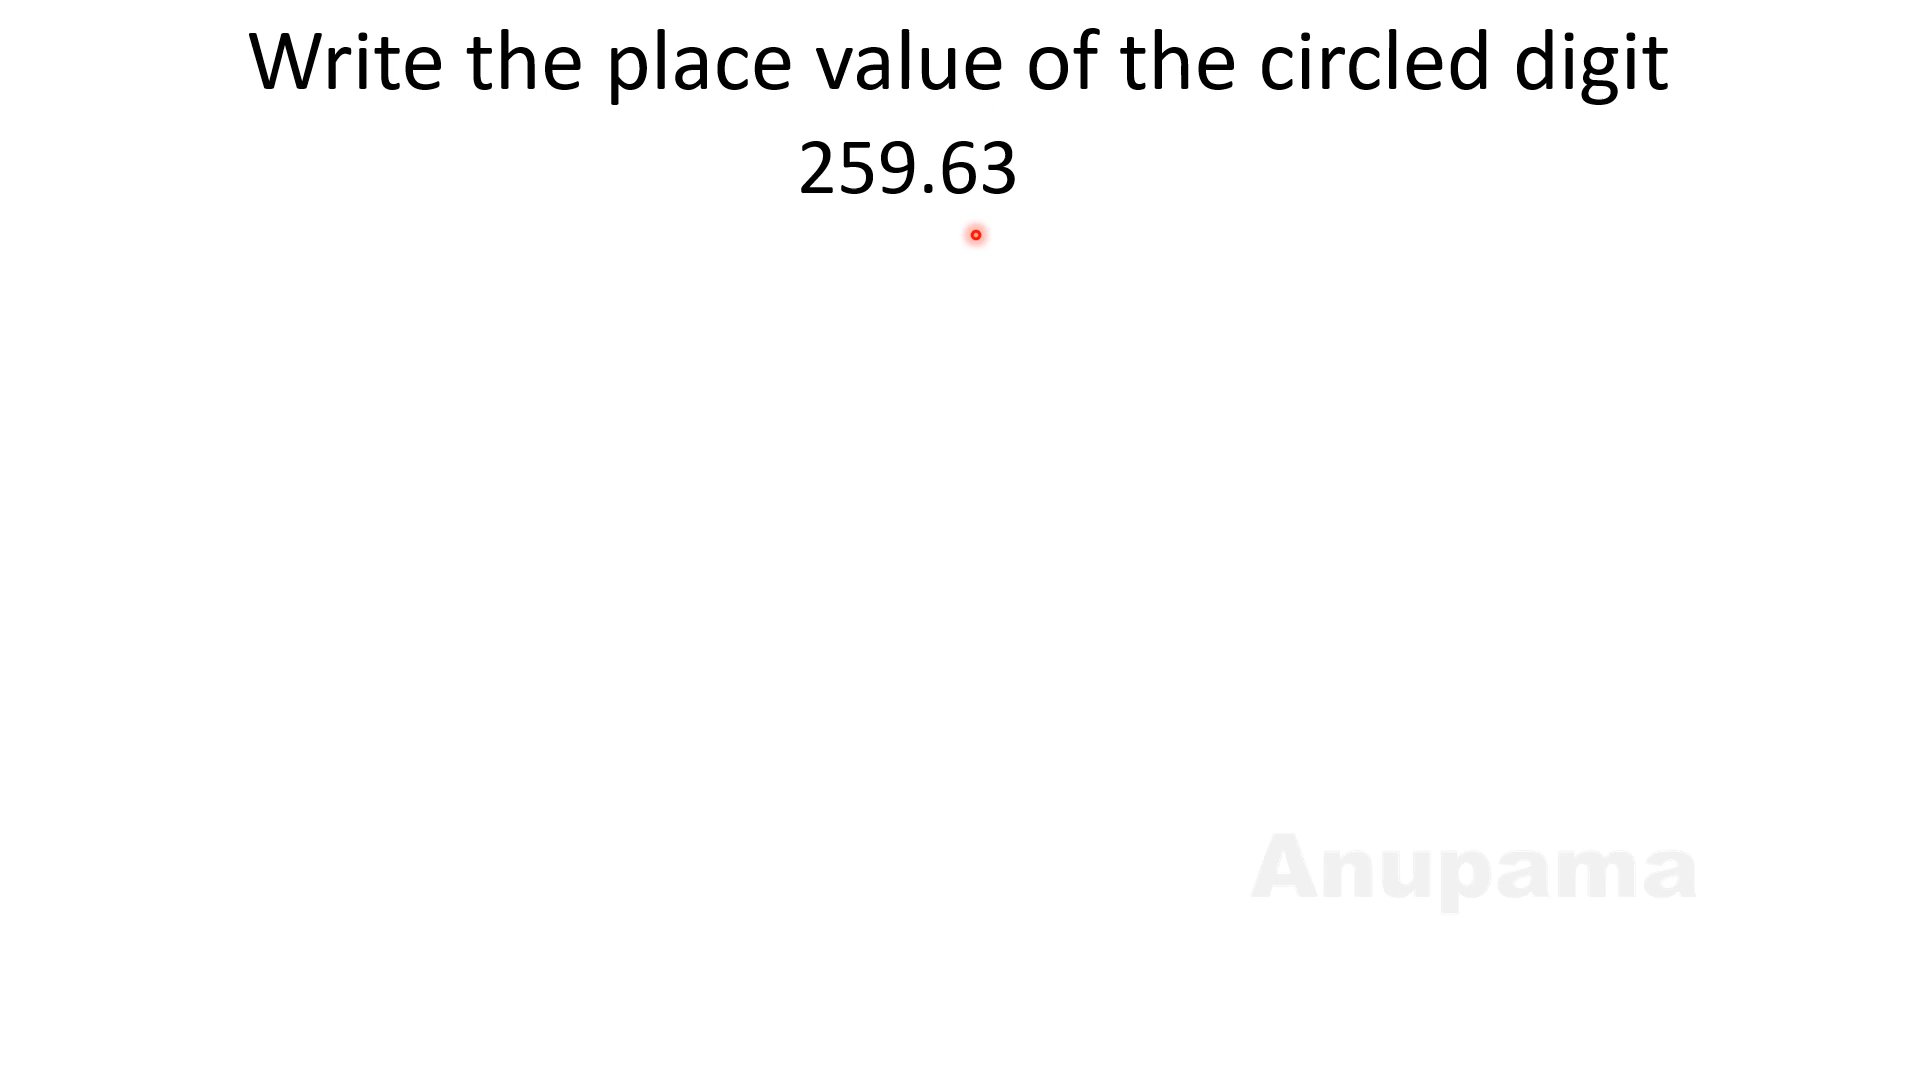 Write the place value of the circled digit
259.63
Anupama